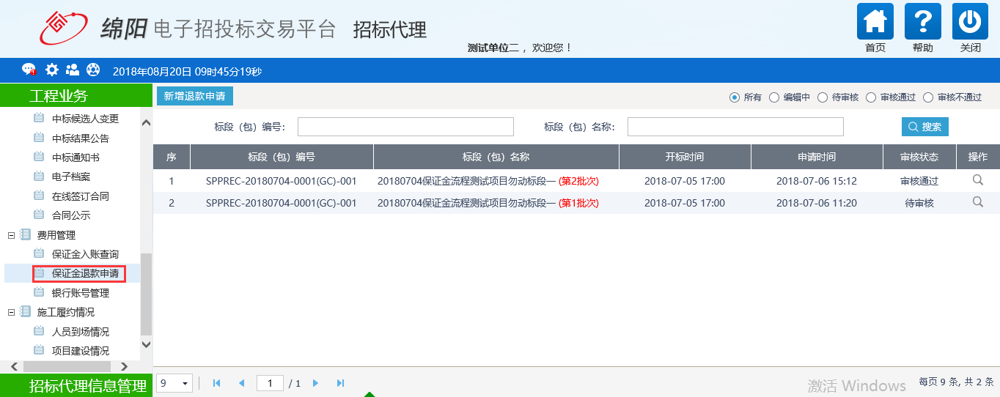 绵阳 电子招投标交易平台 招标代理
测试单位二 ，欢迎您！
首页 帮助 关闭
2018年08月20日 09时45分19秒
工程业务
中标候选人变更
中标结果公告
中标通知书
电子档案
在线签订合同
合同公示
费用管理
保证金入账查询
保证金退款申请
银行账号管理
施工履约情况
人员到场情况
项目建设情况
招标代理信息管理
新增退款申请 所有 编辑中 待审核 审核通过 审核不通过
标段（包）编号： 标段（包）名称： 搜索
序 标段（包）编号 标段（包）名称 开标时间 申请时间 审核状态 操作
1 SPPREC-20180704-0001(GC)-001 20180704保证金流程测试项目勿动标段一 (第2批次) 2018-07-05 17:00 2018-07-06 15:12 审核通过
2 SPPREC-20180704-0001(GC)-001 20180704保证金流程测试项目勿动标段一 (第1批次) 2018-07-05 17:00 2018-07-06 11:20 待审核
9 1 / 1 每页 9 条, 共 2 条
激活 Windows